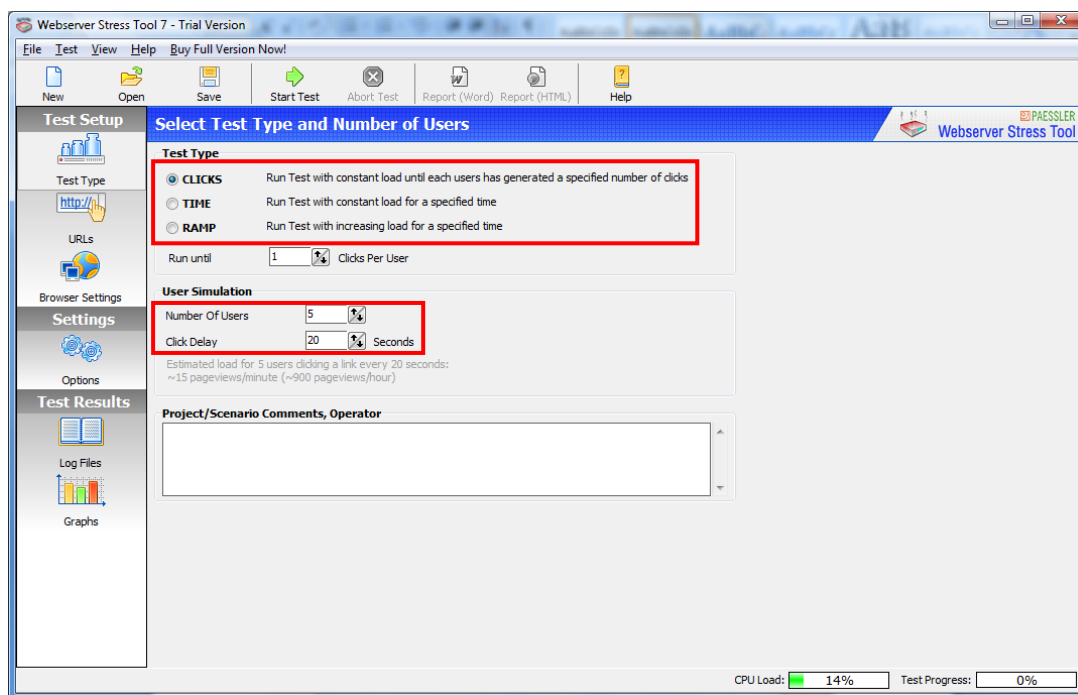 Webserver Stress Tool 7 - Trial Version
File Test View Help Buy Full Version Now!
New Open Save Start Test Abort Test Report (Word) Report (HTML) Help
Test Setup
Select Test Type and Number of Users
PAESSLER
Webserver Stress Tool
Test Type
http://
URLs
Browser Settings
Settings
Options
Test Results
Log Files
Graphs
Test Type
CLICKS Run Test with constant load until each users has generated a specified number of clicks
TIME Run Test with constant load for a specified time
RAMP Run Test with increasing load for a specified time
Run until 1 Clicks Per User
User Simulation
Number Of Users 5
Click Delay 20 Seconds
Estimated load for 5 users clicking a link every 20 seconds:
~15 pageviews/minute (~900 pageviews/hour)
Project/Scenario Comments, Operator
CPU Load: 14% Test Progress: 0%